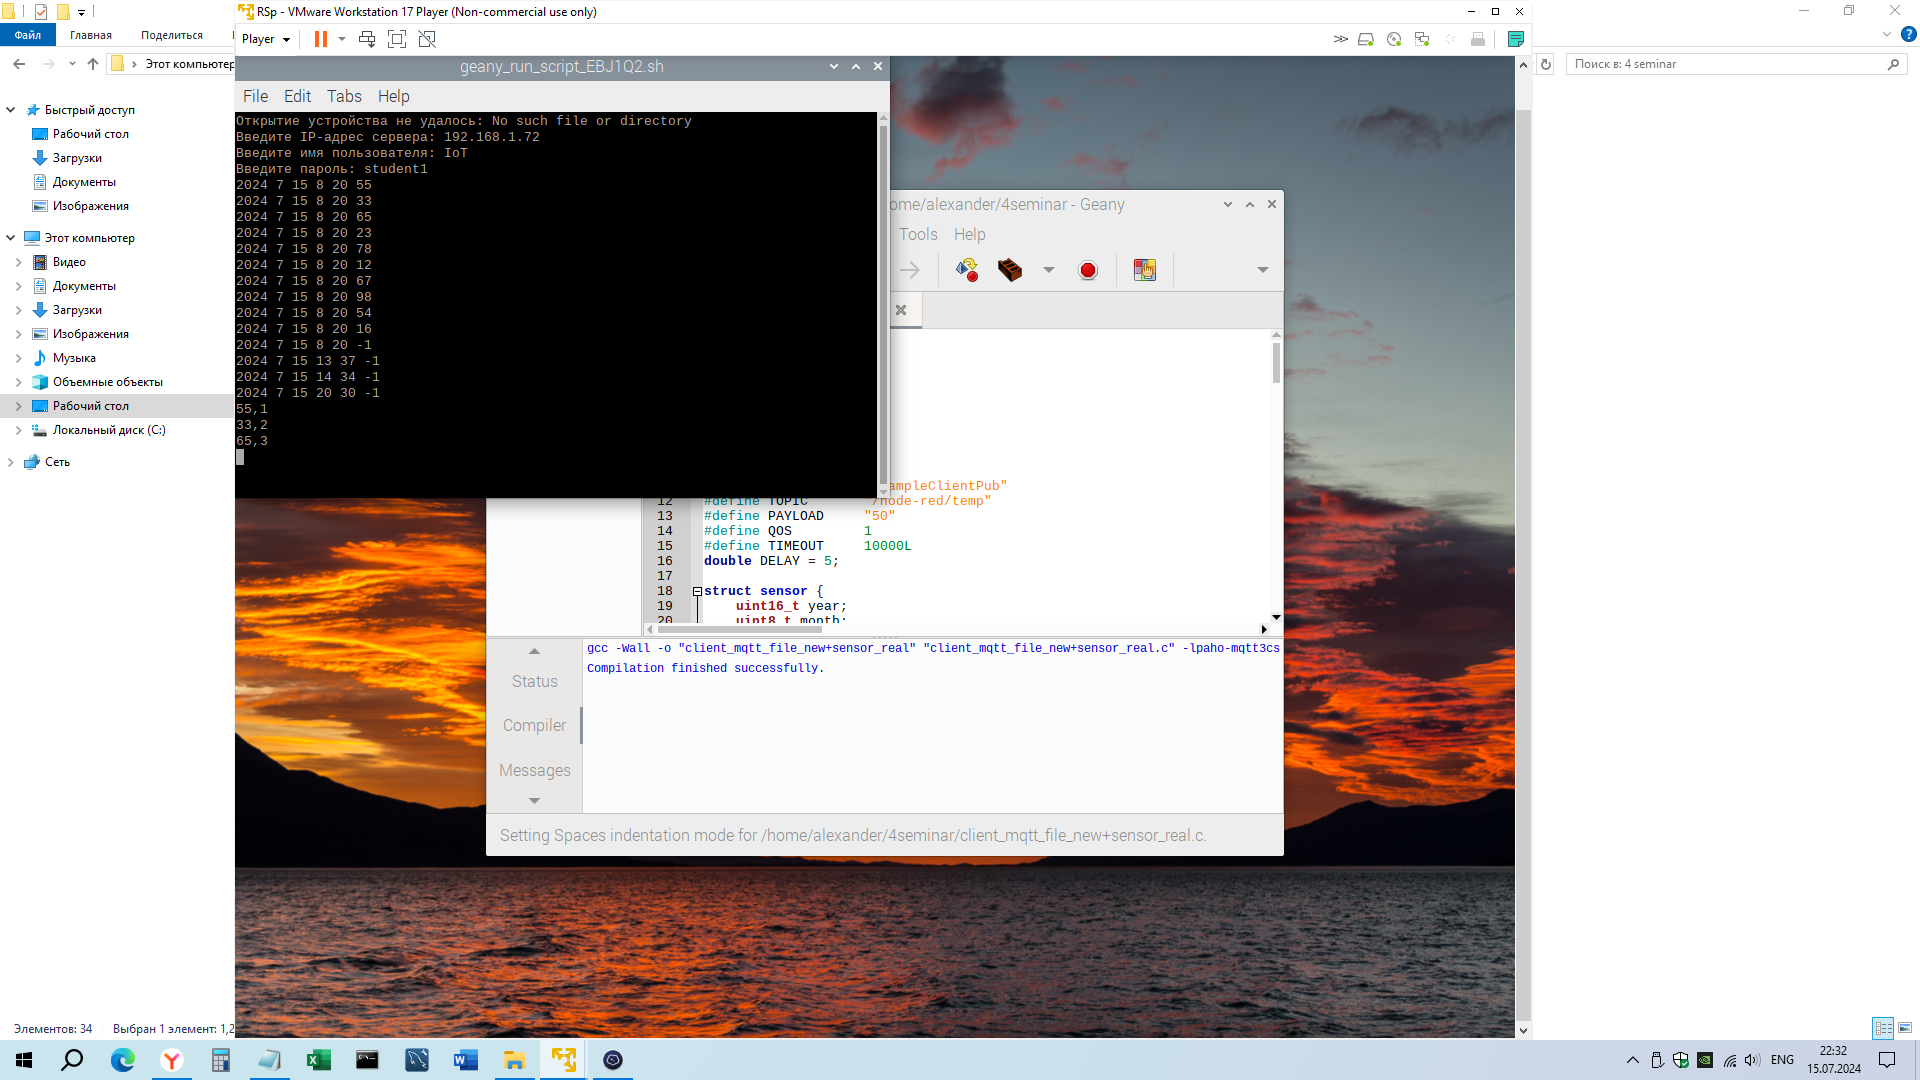 RSp - VMware Workstation 17 Player (Non-commercial use only)
Файл
Главная
Поделиться
Player
Этот компьютер
Поиск в: 4 seminar
geany_run_script_EBJ1Q2.sh
File Edit Tabs Help
Быстрый доступ
Рабочий стол
Загрузки
Документы
Изображения
Этот компьютер
Видео
Документы
Загрузки
Изображения
Музыка
Объемные объекты
Рабочий стол
Локальный диск (C:)
Сеть
Открытие устройства не удалось: No such file or directory
Введите IP-адрес сервера: 192.168.1.72
Введите имя пользователя: IoT
Введите пароль: student1
2024 7 15 8 20 55
2024 7 15 8 20 33
2024 7 15 8 20 65
2024 7 15 8 20 23
2024 7 15 8 20 78
2024 7 15 8 20 12
2024 7 15 8 20 67
2024 7 15 8 20 98
2024 7 15 8 20 54
2024 7 15 8 20 16
2024 7 15 8 20 -1
2024 7 15 13 37 -1
2024 7 15 14 34 -1
2024 7 15 20 30 -1
55,1
33,2
65,3
ome/alexander/4seminar - Geany
Tools Help
ampleClientPub"
12 #define TOPIC "/node-red/temp"
13 #define PAYLOAD "50"
14 #define QOS 1
15 #define TIMEOUT 10000L
16 double DELAY = 5;
17
18 struct sensor {
19 uint16_t year;
20 uint8_t month;
Status
Compiler
Messages
gcc -Wall -o "client_mqtt_file_new+sensor_real" "client_mqtt_file_new+sensor_real.c" -lpaho-mqtt3cs
Compilation finished successfully.
Setting Spaces indentation mode for /home/alexander/4seminar/client_mqtt_file_new+sensor_real.c.
Элементов: 34
Выбран 1 элемент: 1,2
ENG
22:32
15.07.2024